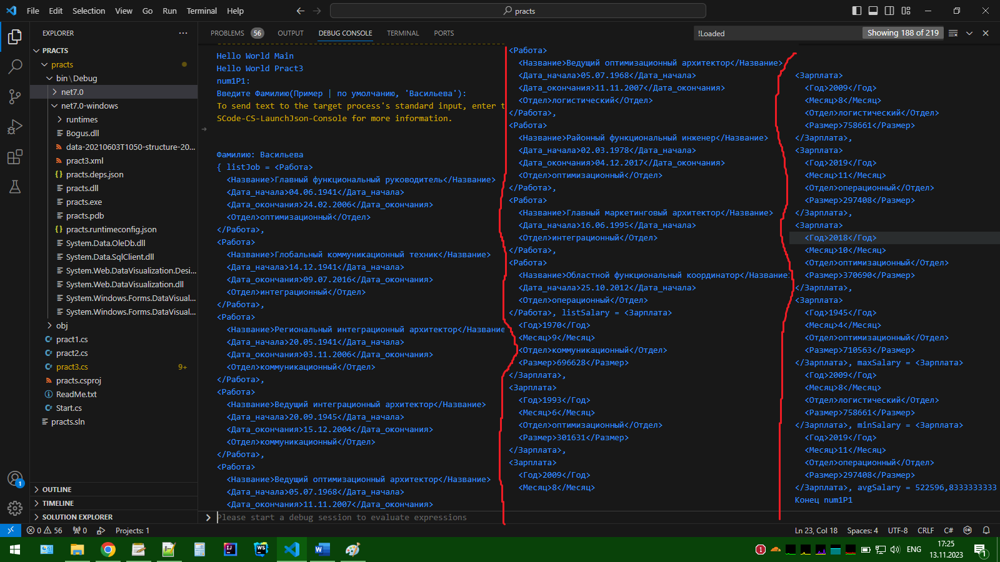 File Edit Selection View Go Run Terminal Help
practs
EXPLORER
PRACTS
practs
bin\Debug
net7.0
net7.0-windows
runtimes
Bogus.dll
data-20210603T1050-structure-20...
pract3.xml
practs.deps.json
practs.dll
practs.exe
practs.pdb
practs.runtimeconfig.json
System.Data.OleDb.dll
System.Data.SqlClient.dll
System.Web.DataVisualization.Desi...
System.Web.DataVisualization.dll
System.Windows.Forms.DataVisual...
System.Windows.Forms.DataVisual...
obj
pract1.cs
pract2.cs
pract3.cs 9+
practs.csproj
ReadMe.txt
Start.cs
practs.sln
OUTLINE
TIMELINE
SOLUTION EXPLORER
PROBLEMS 56 OUTPUT DEBUG CONSOLE TERMINAL PORTS
!Loaded Showing 188 of 219
Hello World Main
Hello World Pract3
num1P1:
Введите Фамилию(Пример | по умолчанию, 'Васильева'):
To send text to the target process's standard input, enter t
SCode-CS-LaunchJson-Console for more information.
Фамилию: Васильева
{ listJob = <Работа>
<Название>Главный функциональный руководитель</Название>
<Дата_начала>04.06.1941</Дата_начала>
<Дата_окончания>24.02.2006</Дата_окончания>
<Отдел>оптимизационный</Отдел>
</Работа>,
<Работа>
<Название>Глобальный коммуникационный техник</Название>
<Дата_начала>14.12.1941</Дата_начала>
<Дата_окончания>09.07.2016</Дата_окончания>
<Отдел>интеграционный</Отдел>
</Работа>,
<Работа>
<Название>Региональный интеграционный архитектор</Название
<Дата_начала>20.05.1941</Дата_начала>
<Дата_окончания>03.11.2006</Дата_окончания>
<Отдел>коммуникационный</Отдел>
</Работа>,
<Работа>
<Название>Ведущий интеграционный архитектор</Название>
<Дата_начала>20.09.1945</Дата_начала>
<Дата_окончания>15.12.2004</Дата_окончания>
<Отдел>коммуникационный</Отдел>
</Работа>,
<Работа>
<Название>Ведущий оптимизационный архитектор</Название>
<Дата_начала>05.07.1968</Дата_начала>
<Дата_окончания>11.11.2007</Дата_окончания>
<Работа>
<Название>Ведущий оптимизационный архитектор</Название>
<Дата_начала>05.07.1968</Дата_начала>
<Дата_окончания>11.11.2007</Дата_окончания>
<Отдел>логистический</Отдел>
</Работа>,
<Работа>
<Название>Районный функциональный инженер</Название>
<Дата_начала>02.03.1978</Дата_начала>
<Дата_окончания>04.12.2017</Дата_окончания>
<Отдел>оптимизационный</Отдел>
</Работа>,
<Работа>
<Название>Главный маркетинговый архитектор</Название>
<Дата_начала>16.06.1995</Дата_начала>
<Отдел>интеграционный</Отдел>
</Работа>,
<Работа>
<Название>Областной функциональный координатор</Название
<Дата_начала>25.10.2012</Дата_начала>
<Отдел>операционный</Отдел>
</Работа>, listSalary = <Зарплата>
<Год>1970</Год>
<Месяц>9</Месяц>
<Отдел>коммуникационный</Отдел>
<Размер>696628</Размер>
</Зарплата>,
<Зарплата>
<Год>1993</Год>
<Месяц>6</Месяц>
<Отдел>оптимизационный</Отдел>
<Размер>301631</Размер>
</Зарплата>,
<Зарплата>
<Год>2009</Год>
<Месяц>8</Месяц>
<Зарплата>
<Год>2009</Год>
<Месяц>8</Месяц>
<Отдел>логистический</Отдел>
<Размер>758661</Размер>
</Зарплата>,
<Зарплата>
<Год>2019</Год>
<Месяц>11</Месяц>
<Отдел>операционный</Отдел>
<Размер>297408</Размер>
</Зарплата>,
<Зарплата>
<Год>2018</Год>
<Месяц>10</Месяц>
<Отдел>оптимизационный</Отдел>
<Размер>370690</Размер>
</Зарплата>,
<Зарплата>
<Год>1945</Год>
<Месяц>4</Месяц>
<Отдел>оптимизационный</Отдел>
<Размер>710563</Размер>
</Зарплата>, maxSalary = <Зарплата>
<Год>2009</Год>
<Месяц>8</Месяц>
<Отдел>логистический</Отдел>
<Размер>758661</Размер>
</Зарплата>, minSalary = <Зарплата>
<Год>2019</Год>
<Месяц>11</Месяц>
<Отдел>операционный</Отдел>
<Размер>297408</Размер>
</Зарплата>, avgSalary = 522596,8333333333
Конец num1P1
Please start a debug session to evaluate expressions
0 56 0 Projects: 1 Ln 23, Col 18 Spaces: 4 UTF-8 CRLF C#
ENG 17:25
13.11.2023